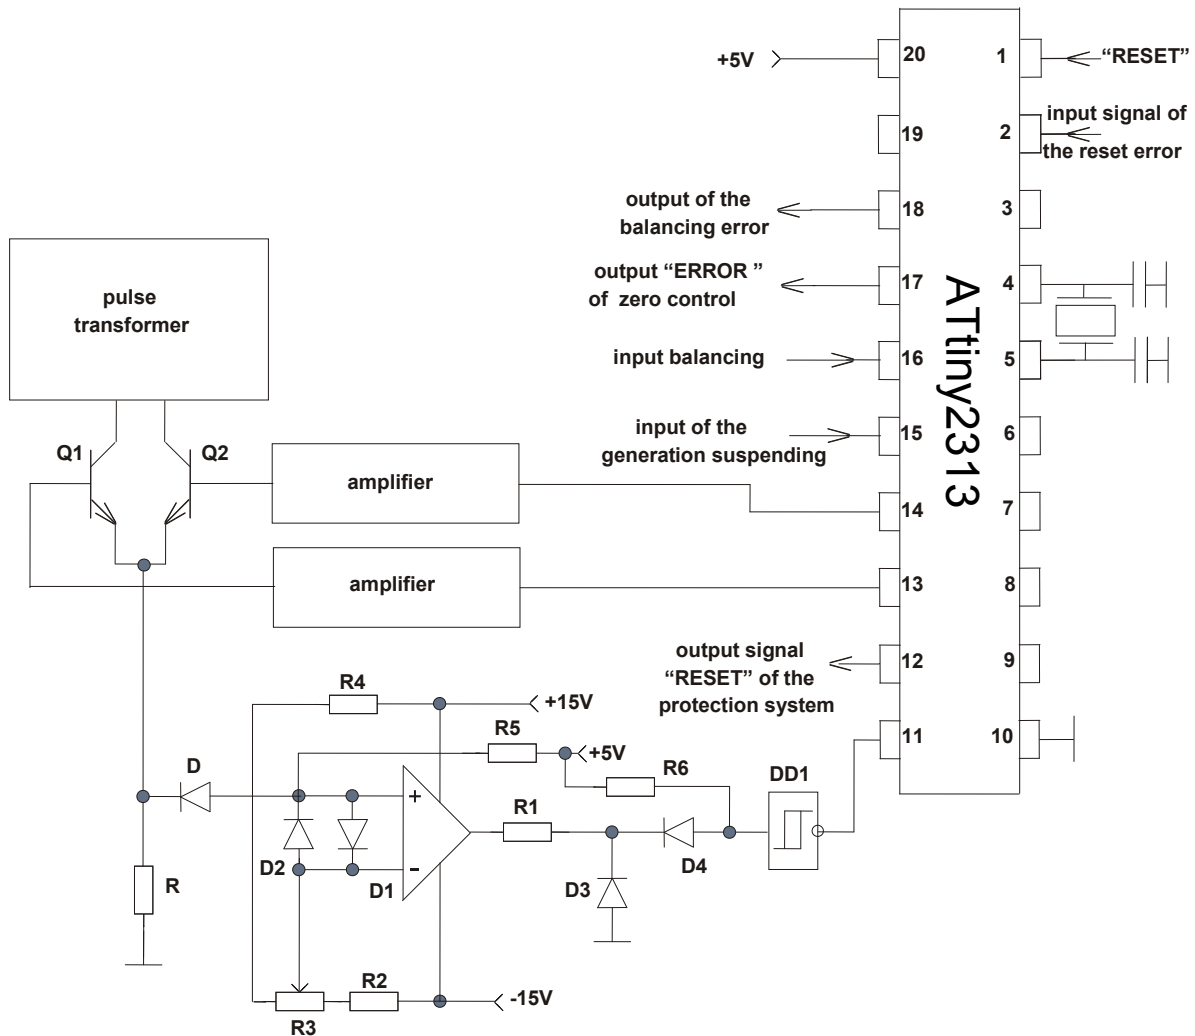 +5V
20
1
“RESET”
19
2
input signal of
the reset error
output of the
balancing error
18
3
output “ERROR ”
of zero control
17
4
pulse
transformer
input balancing
16
5
ATtiny2313
input of the
generation suspending
15
6
Q1
Q2
amplifier
14
7
amplifier
13
8
output signal
“RESET” of the
protection system
12
9
R4
+15V
R5
+5V
11
10
D
R6
DD1
+
R1
D2
D1
-
D4
R
D3
R2
-15V
R3